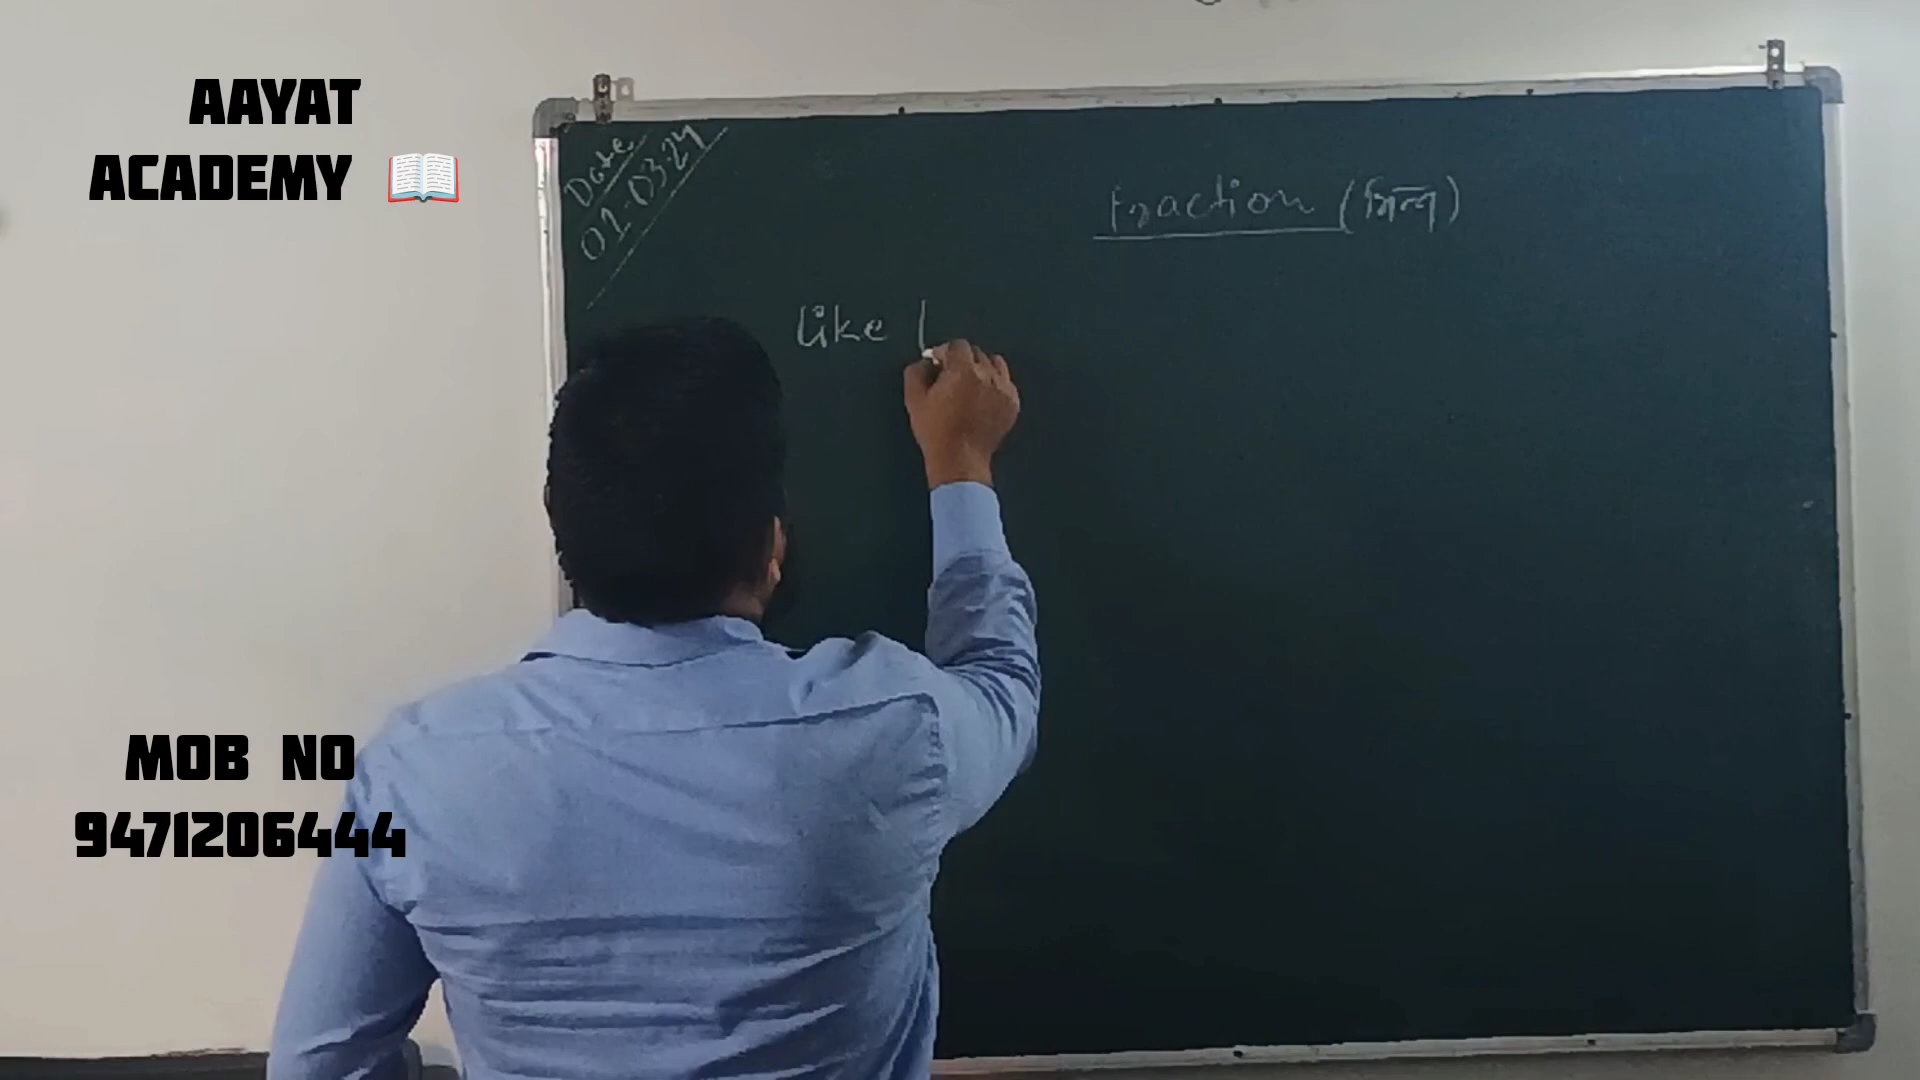 AAYAT
ACADEMY
Date
01-03-24
Fraction (भिन्न)
Like
MOB NO
9471206444